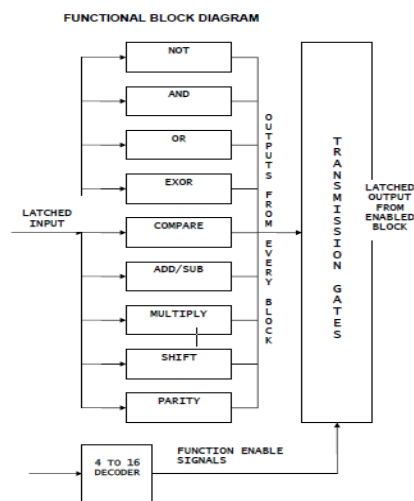 FUNCTIONAL BLOCK DIAGRAM
NOT
AND
OR
EXOR
LATCHED
INPUT
COMPARE
ADD/SUB
MULTIPLY
SHIFT
PARITY
OUTPUTS FROM EVERY BLOCK
TRANSMISSION GATES
LATCHED
OUTPUT
FROM
ENABLED
BLOCK
4 TO 16
DECODER
FUNCTION ENABLE
SIGNALS